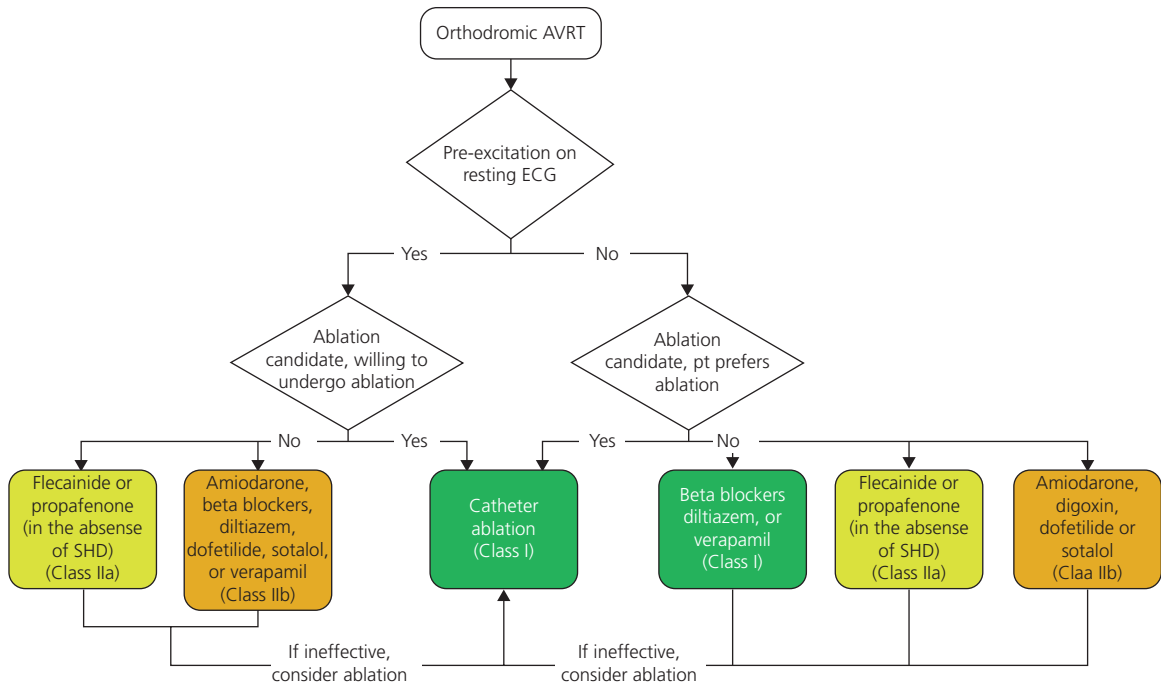 Orthodromic AVRT
Pre-excitation on
resting ECG
Yes
No
Ablation
candidate, willing to
undergo ablation
Ablation
candidate, pt prefers
ablation
No
Yes
Yes
No
Flecainide or
propafenone
(in the absense
of SHD)
(Class IIa)
Amiodarone,
beta blockers,
diltiazem,
dofetilide, sotalol,
or verapamil
(Class IIb)
Catheter
ablation
(Class I)
Beta blockers
diltiazem, or
verapamil
(Class I)
Flecainide or
propafenone
(in the absense
of SHD)
(Class IIa)
Amiodarone,
digoxin,
dofetilide or
sotalol
(Claa IIb)
If ineffective,
consider ablation
If ineffective,
consider ablation